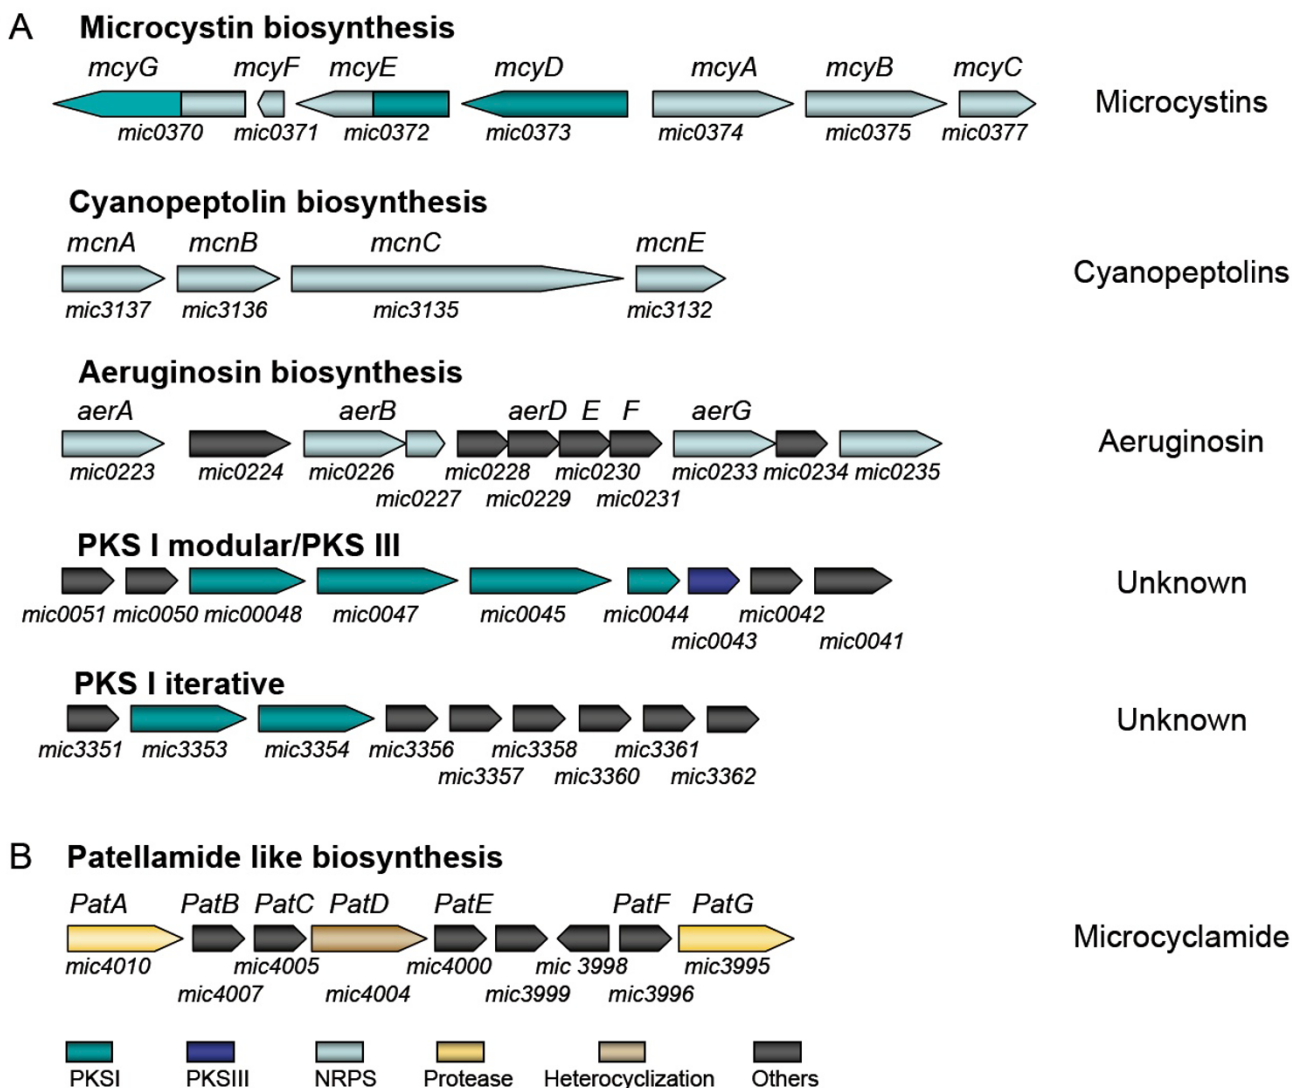 A Microcystin biosynthesis
mcyG mcyF mcyE mcyD mcyA mcyB mcyC
Microcystins
mic0370 mic0371 mic0372 mic0373 mic0374 mic0375 mic0377
Cyanopeptolin biosynthesis
mcnA mcnB mcnC mcnE
Cyanopeptolins
mic3137 mic3136 mic3135 mic3132
Aeruginosin biosynthesis
aerA aerB aerD E F aerG
Aeruginosin
mic0223 mic0224 mic0226 mic0228 mic0230 mic0233 mic0234 mic0235
mic0227 mic0229 mic0231
PKS I modular/PKS III
Unknown
mic0051 mic0050 mic00048 mic0047 mic0045 mic0044 mic0042
mic0043 mic0041
PKS I iterative
Unknown
mic3351 mic3353 mic3354 mic3356 mic3358 mic3361
mic3357 mic3360 mic3362
B Patellamide like biosynthesis
PatA PatB PatC PatD PatE PatF PatG
Microcyclamide
mic4010 mic4005 mic4000 mic 3998 mic3995
mic4007 mic4004 mic3999 mic3996
PKSI PKSIII NRPS Protease Heterocyclization Others